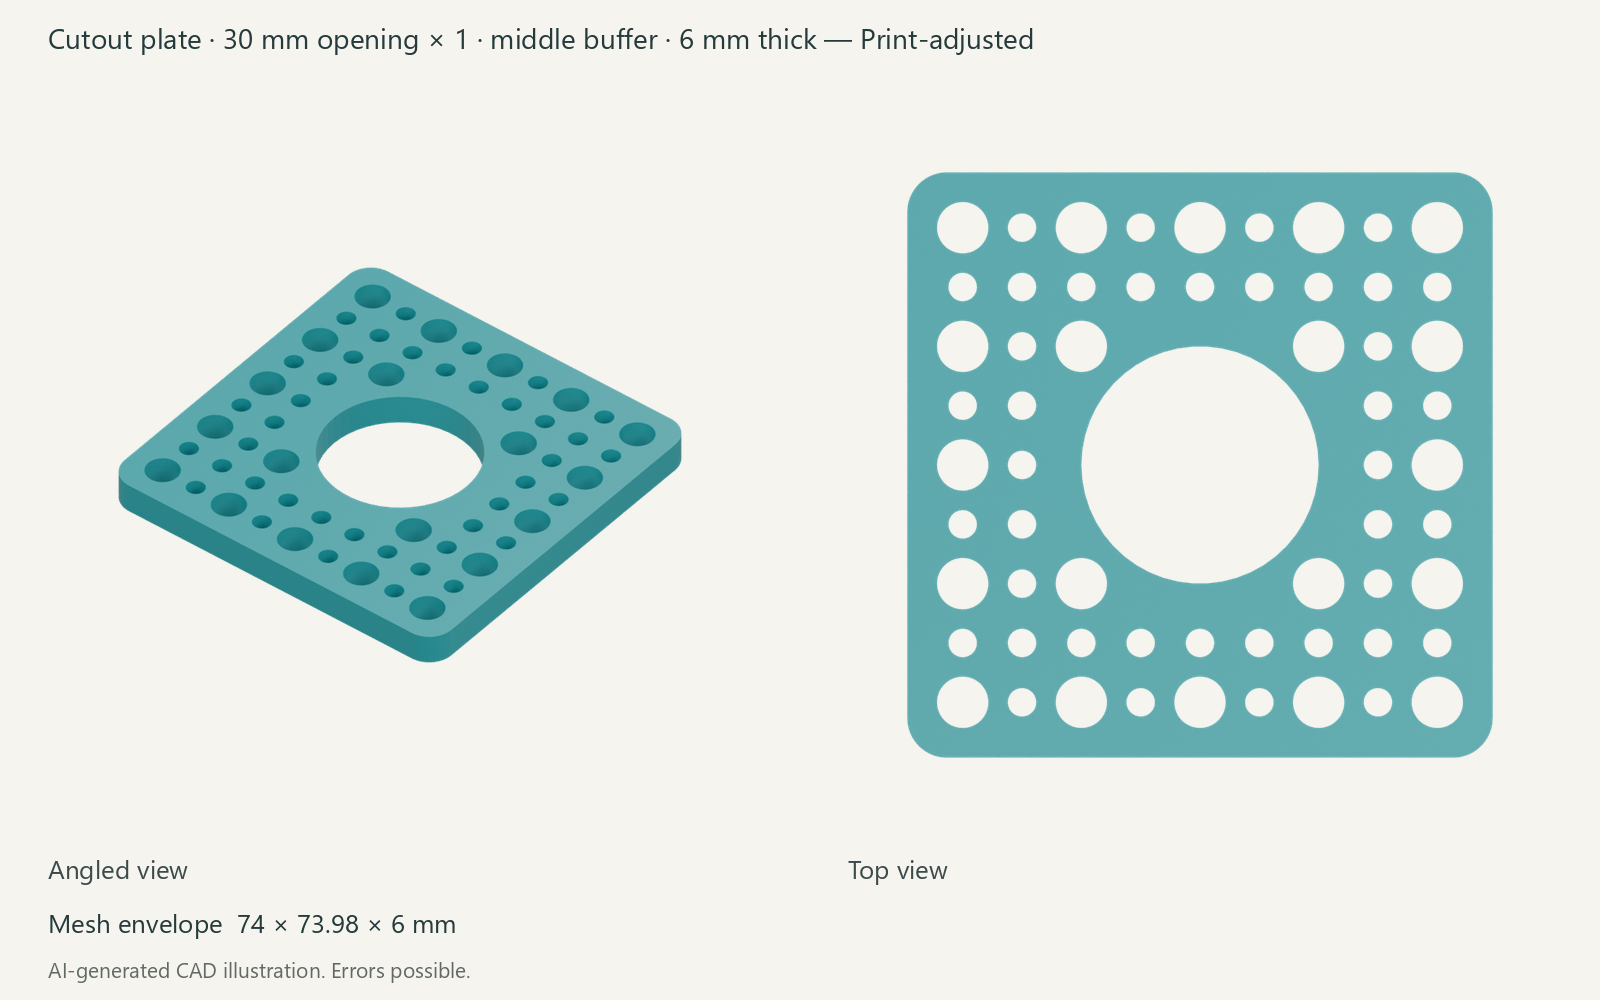 Cutout plate · 30 mm opening × 1 · middle buffer · 6 mm thick — Print-adjusted
Angled view
Top view
Mesh envelope 74 × 73.98 × 6 mm
AI-generated CAD illustration. Errors possible.